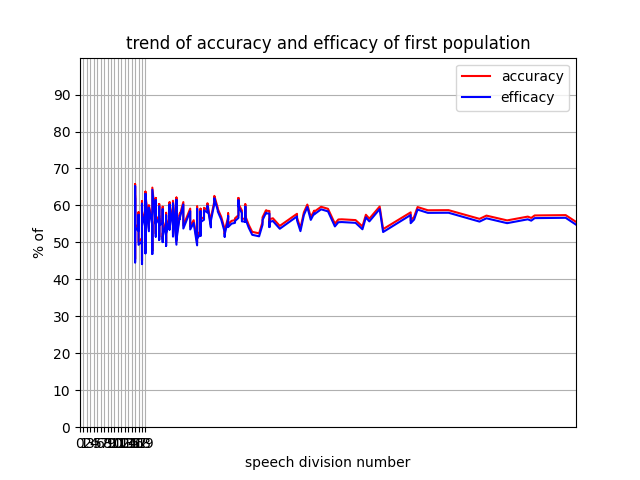 trend of accuracy and efficacy of first population
accuracy
efficacy
90
80
70
60
50
40
30
20
10
0
% of
speech division number